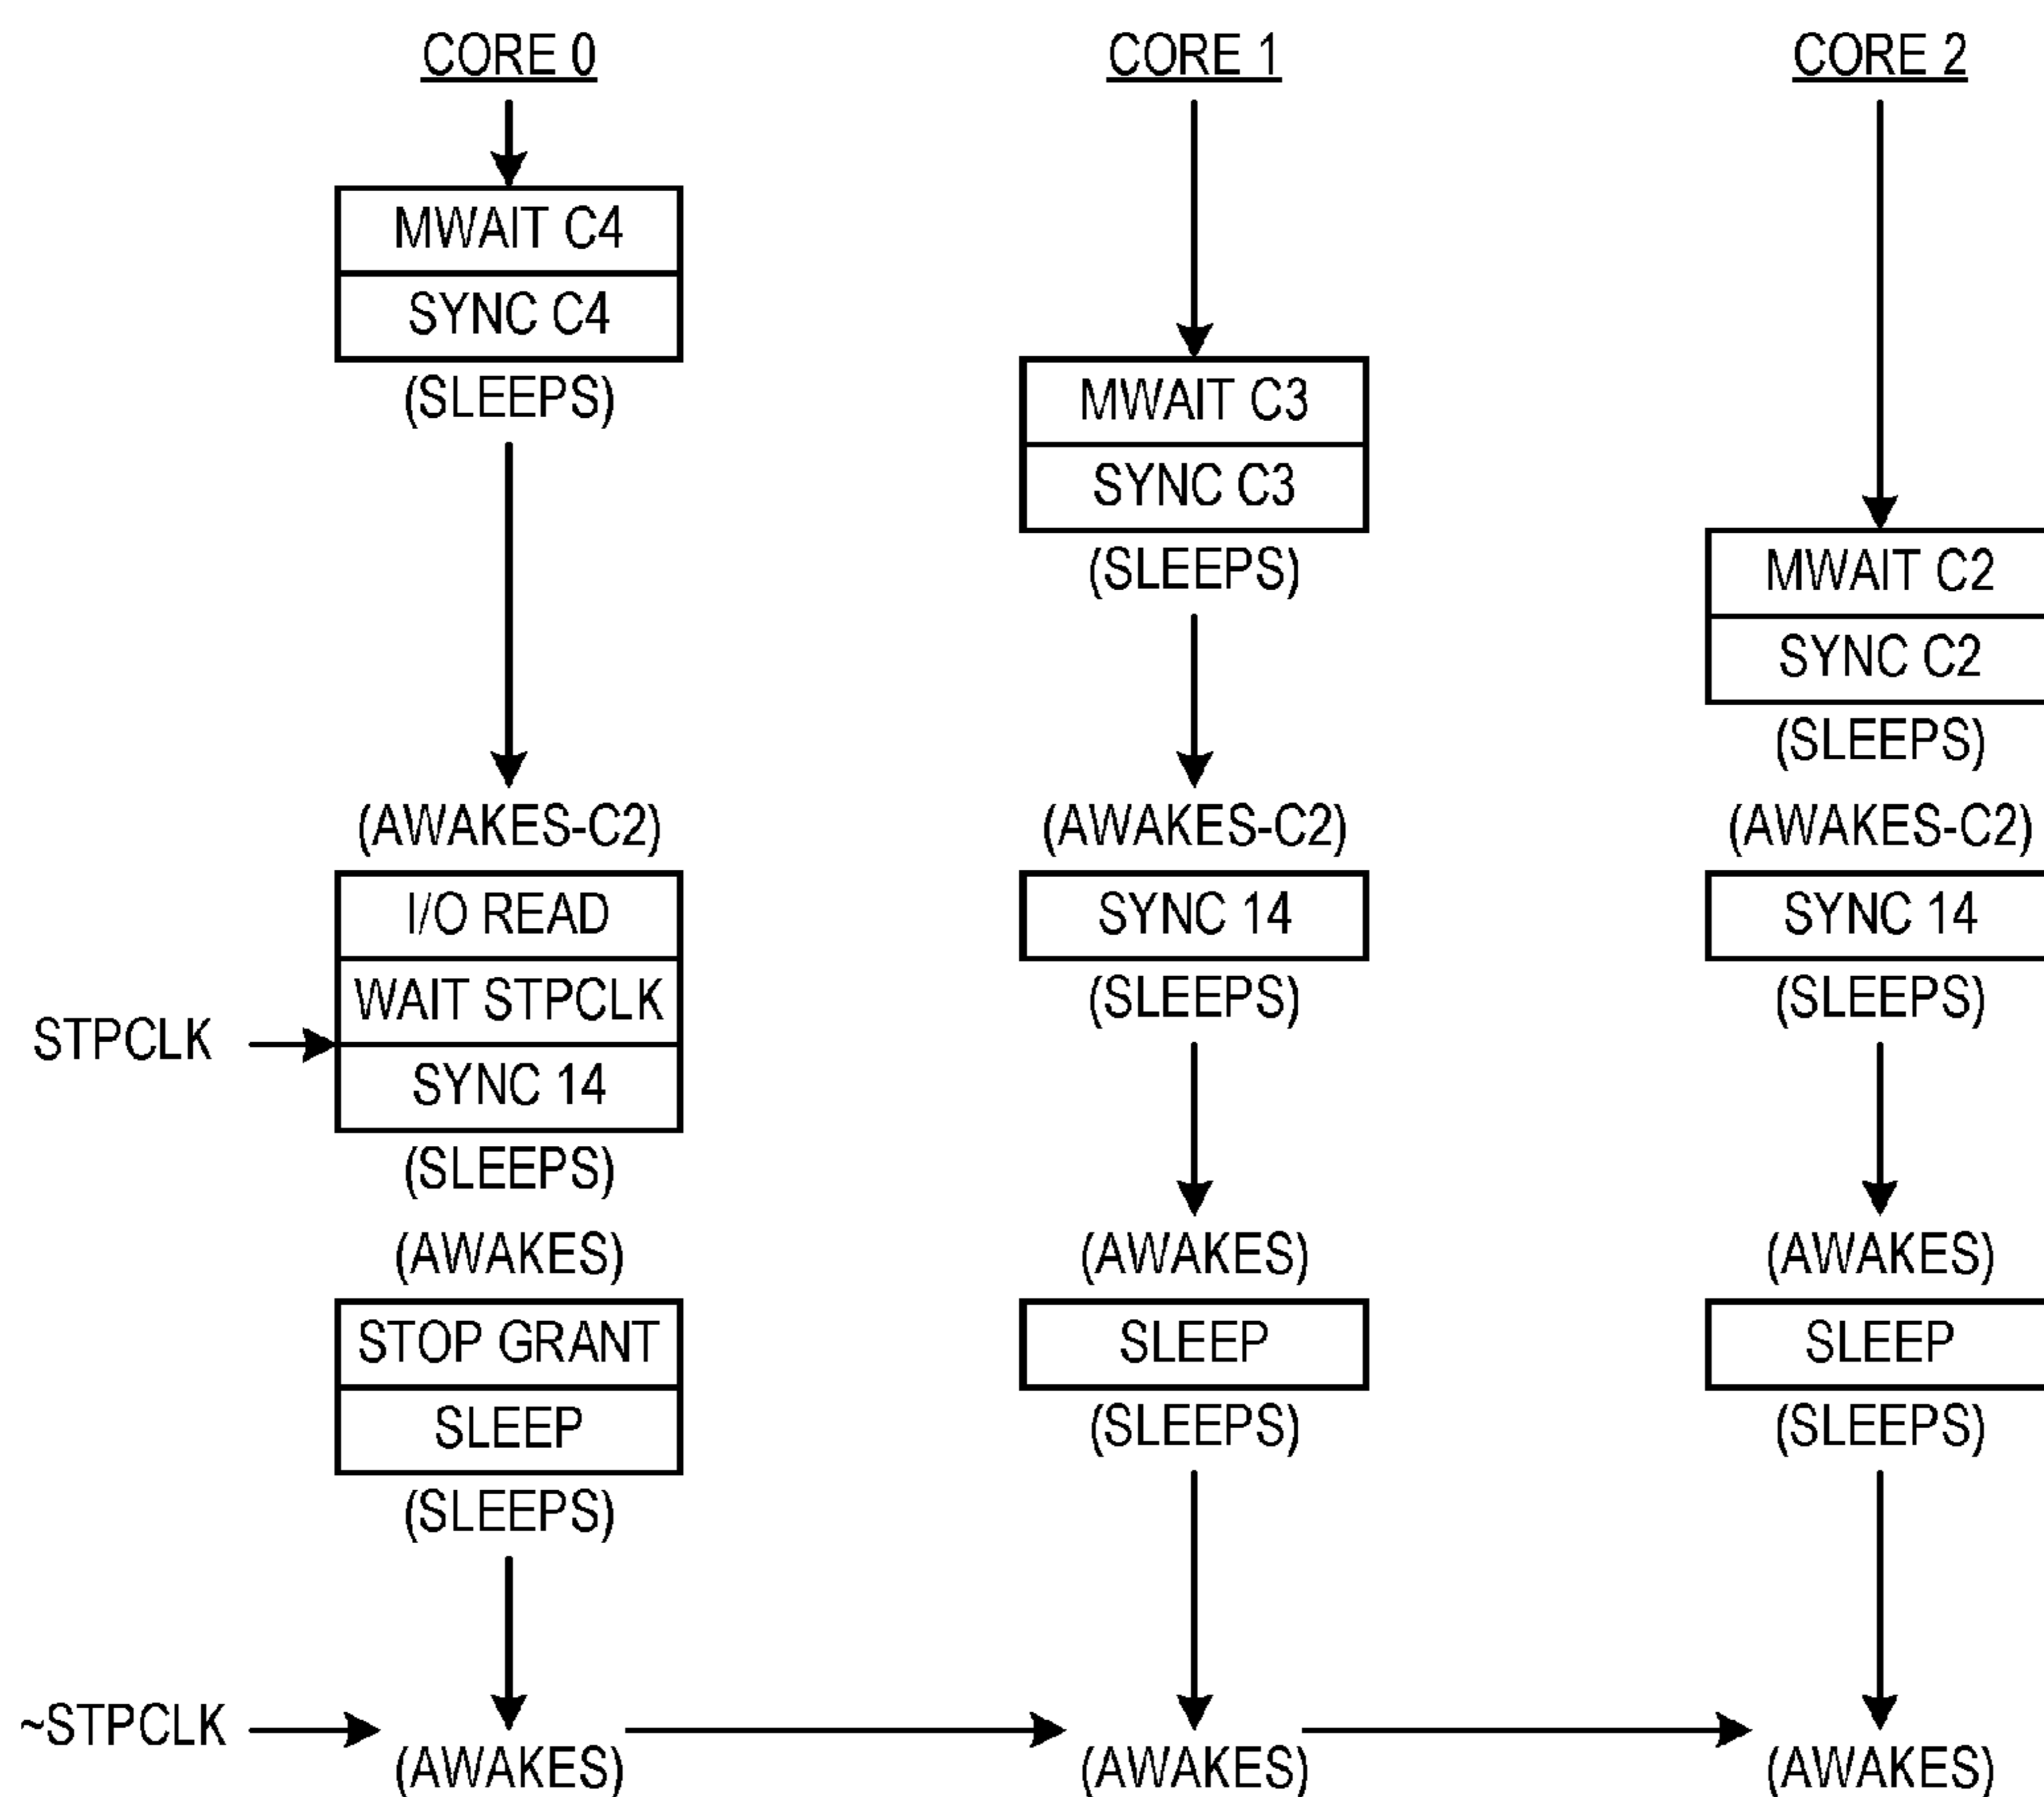 CORE 0
CORE 1
CORE 2
MWAIT C4
SYNC C4
(SLEEPS)
MWAIT C3
SYNC C3
(SLEEPS)
MWAIT C2
SYNC C2
(SLEEPS)
(AWAKES-C2)
(AWAKES-C2)
(AWAKES-C2)
I/O READ
WAIT STPCLK
STPCLK
SYNC 14
(SLEEPS)
SYNC 14
(SLEEPS)
SYNC 14
(SLEEPS)
(AWAKES)
(AWAKES)
(AWAKES)
STOP GRANT
SLEEP
(SLEEPS)
SLEEP
(SLEEPS)
SLEEP
(SLEEPS)
~STPCLK
(AWAKES)
(AWAKES)
(AWAKES)